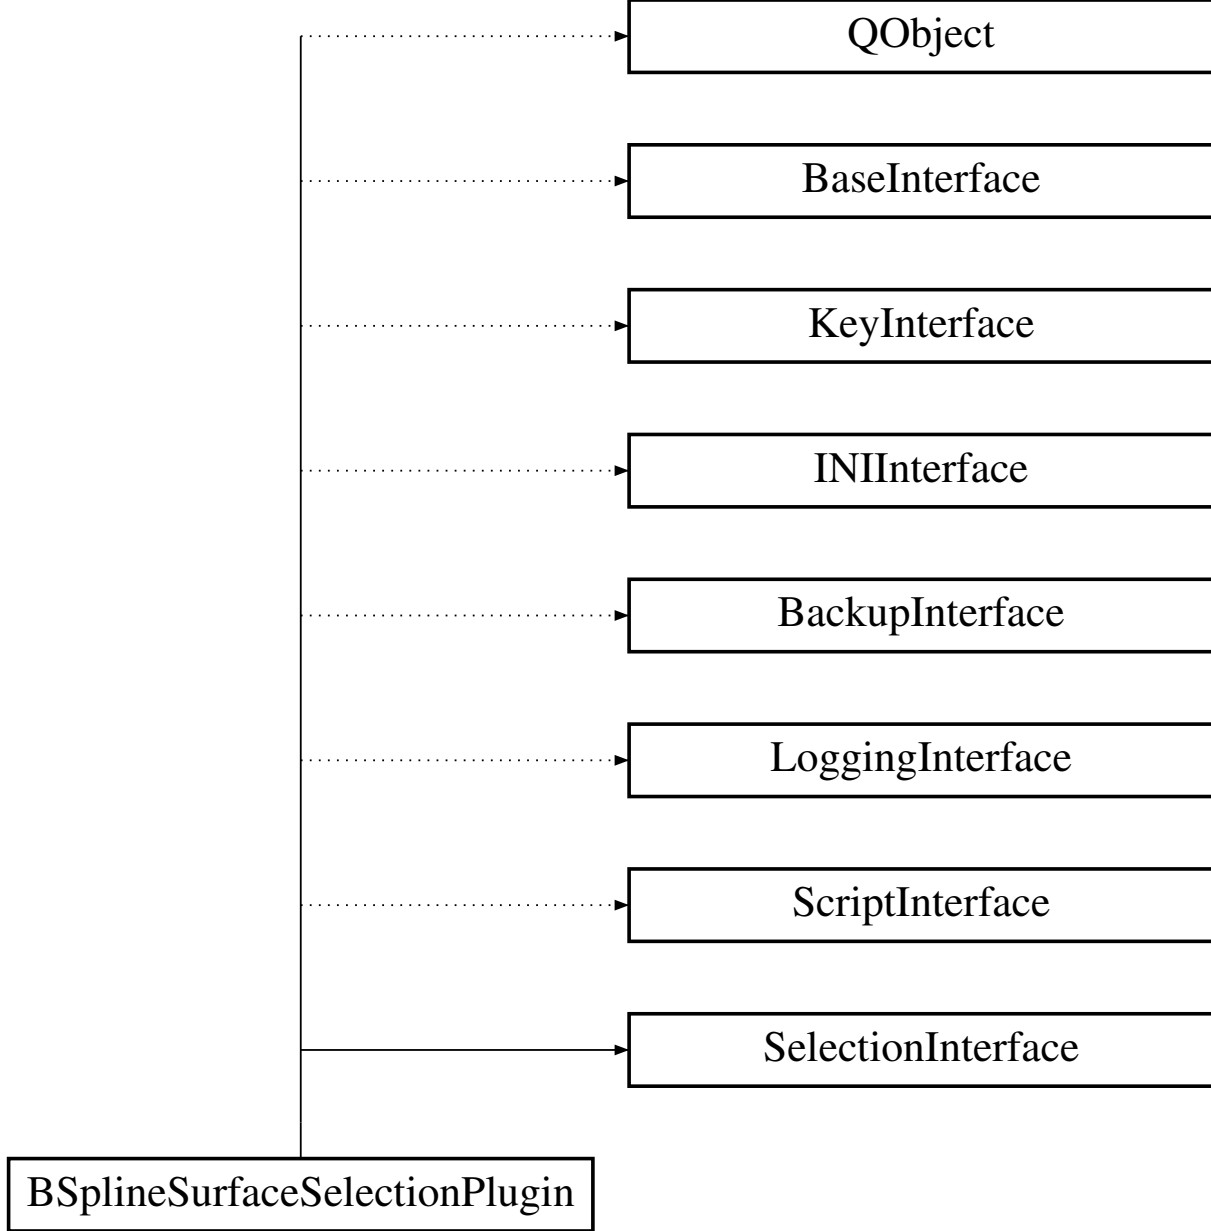 QObject
BaseInterface
KeyInterface
INIInterface
BackupInterface
LoggingInterface
ScriptInterface
SelectionInterface
BSplineSurfaceSelectionPlugin